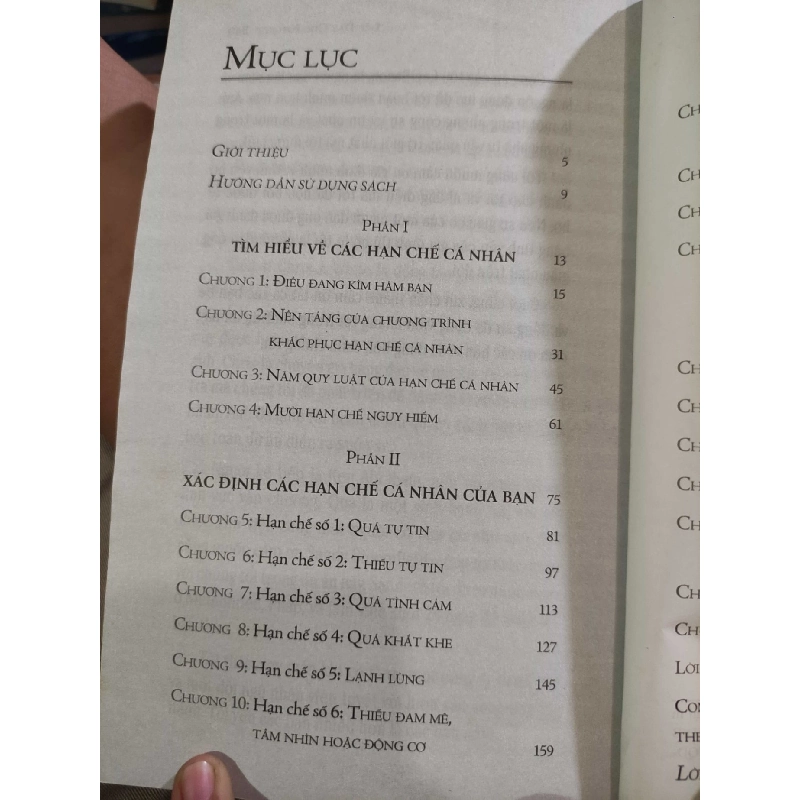 MỤC LỤC
GIỚI THIỆU 5
HƯỚNG DẪN SỬ DỤNG SÁCH 9
PHẦN I
TÌM HIỂU VỀ CÁC HẠN CHẾ CÁ NHÂN 13
CHƯƠNG 1: ĐIỀU ĐANG KÌM HÃM BẠN 15
CHƯƠNG 2: NỀN TẢNG CỦA CHƯƠNG TRÌNH
KHẮC PHỤC HẠN CHẾ CÁ NHÂN 31
CHƯƠNG 3: NĂM QUY LUẬT CỦA HẠN CHẾ CÁ NHÂN 45
CHƯƠNG 4: MƯỜI HẠN CHẾ NGUY HIỂM 61
PHẦN II
XÁC ĐỊNH CÁC HẠN CHẾ CÁ NHÂN CỦA BẠN 75
CHƯƠNG 5: Hạn chế số 1: QUÁ TỰ TIN 81
CHƯƠNG 6: Hạn chế số 2: THIẾU TỰ TIN 97
CHƯƠNG 7: Hạn chế số 3: QUÁ TÌNH CẢM 113
CHƯƠNG 8: Hạn chế số 4: QUÁ KHẮT KHE 127
CHƯƠNG 9: Hạn chế số 5: LẠNH LÙNG 145
CHƯƠNG 10: Hạn chế số 6: THIẾU ĐAM MÊ,
TẦM NHÌN HOẶC ĐỘNG CƠ 159